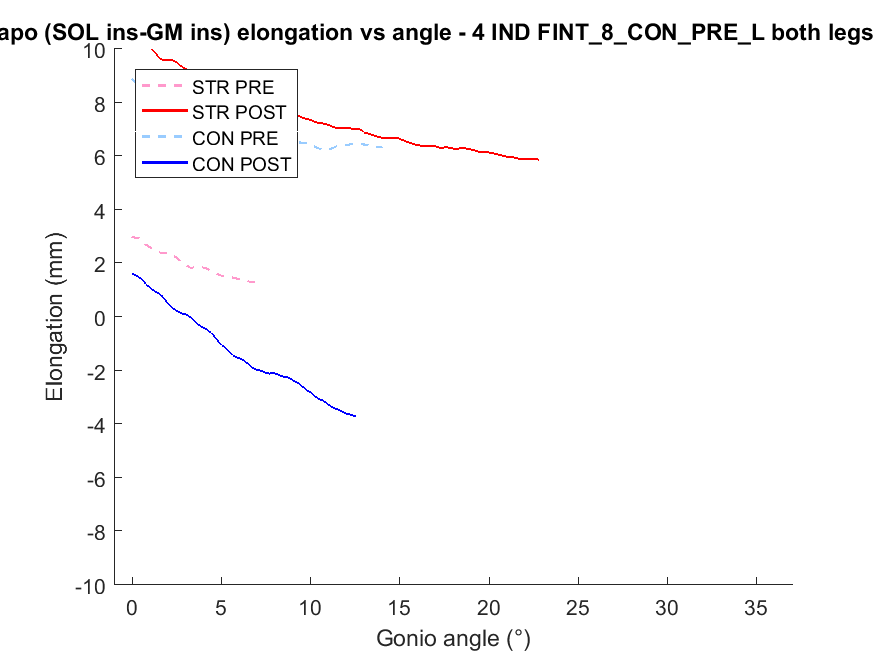 apo (SOL ins-GM ins) elongation vs angle - 4 IND FINT_8_CON_PRE_L both legs
10
8
6
4
2
0
-2
-4
-6
-8
-10
Elongation (mm)
STR PRE
STR POST
CON PRE
CON POST
0 5 10 15 20 25 30 35
Gonio angle (°)